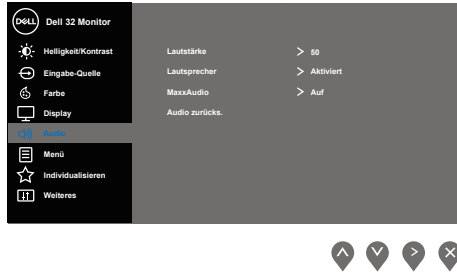 DELL Dell 32 Monitor
Helligkeit/Kontrast
Eingabe-Quelle
Farbe
Display
Audio
Menü
Individualisieren
Weiteres
Lautstärke > 50
Lautsprecher > Aktiviert
MaxxAudio > Auf
Audio zurücks.